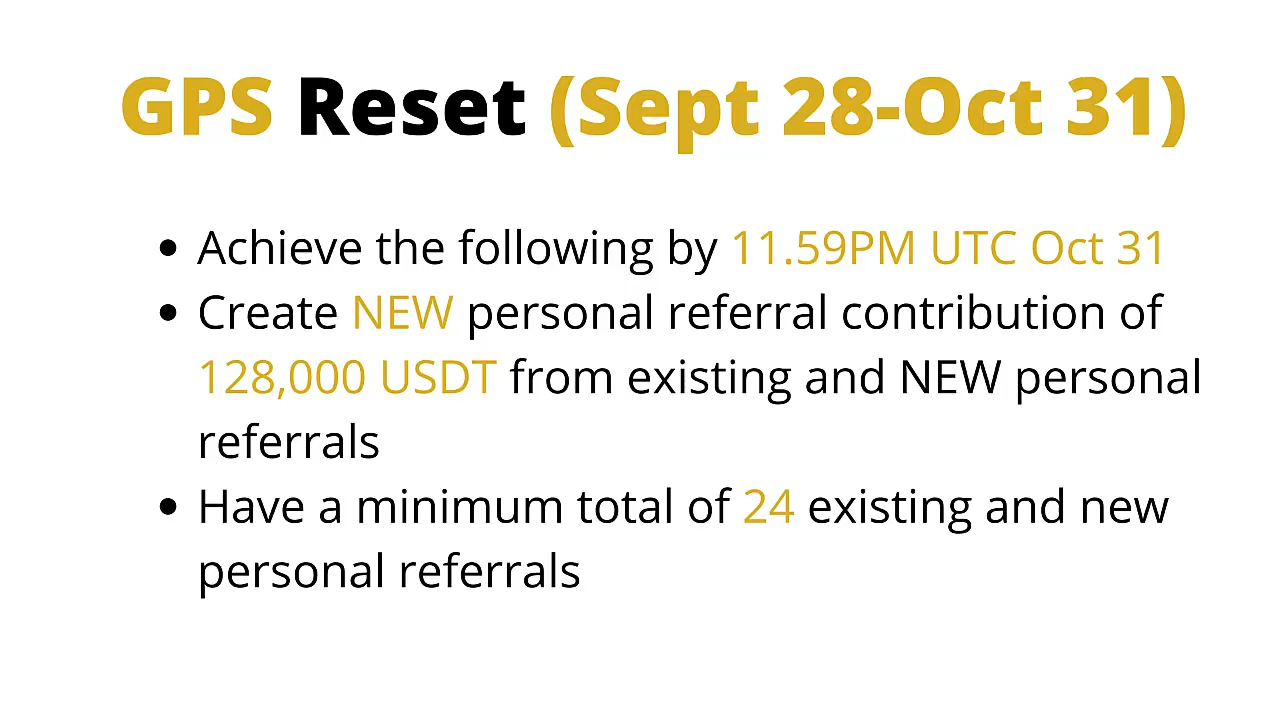 GPS Reset (Sept 28-Oct 31)
• Achieve the following by 11.59PM UTC Oct 31
• Create NEW personal referral contribution of
128,000 USDT from existing and NEW personal
referrals
• Have a minimum total of 24 existing and new
personal referrals